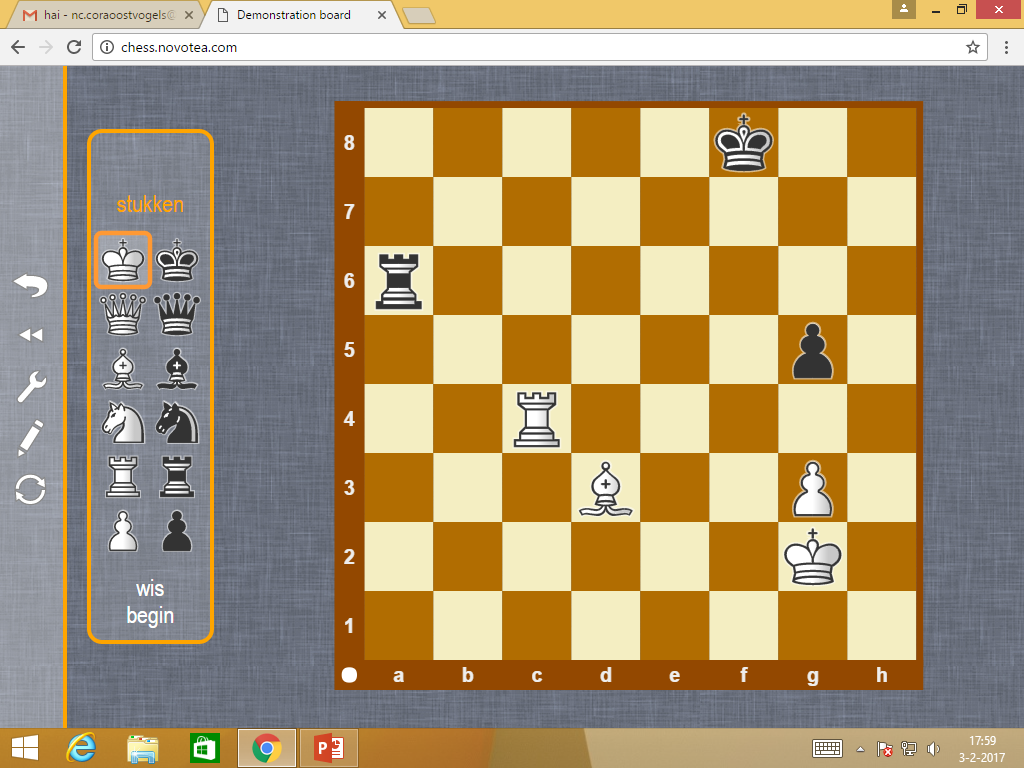 hai - nc.coraoostvogels@
Demonstration board
chess.novotea.com
stukken
wis
begin
8
7
6
5
4
3
2
1
a b c d e f g h
17:59
3-2-2017